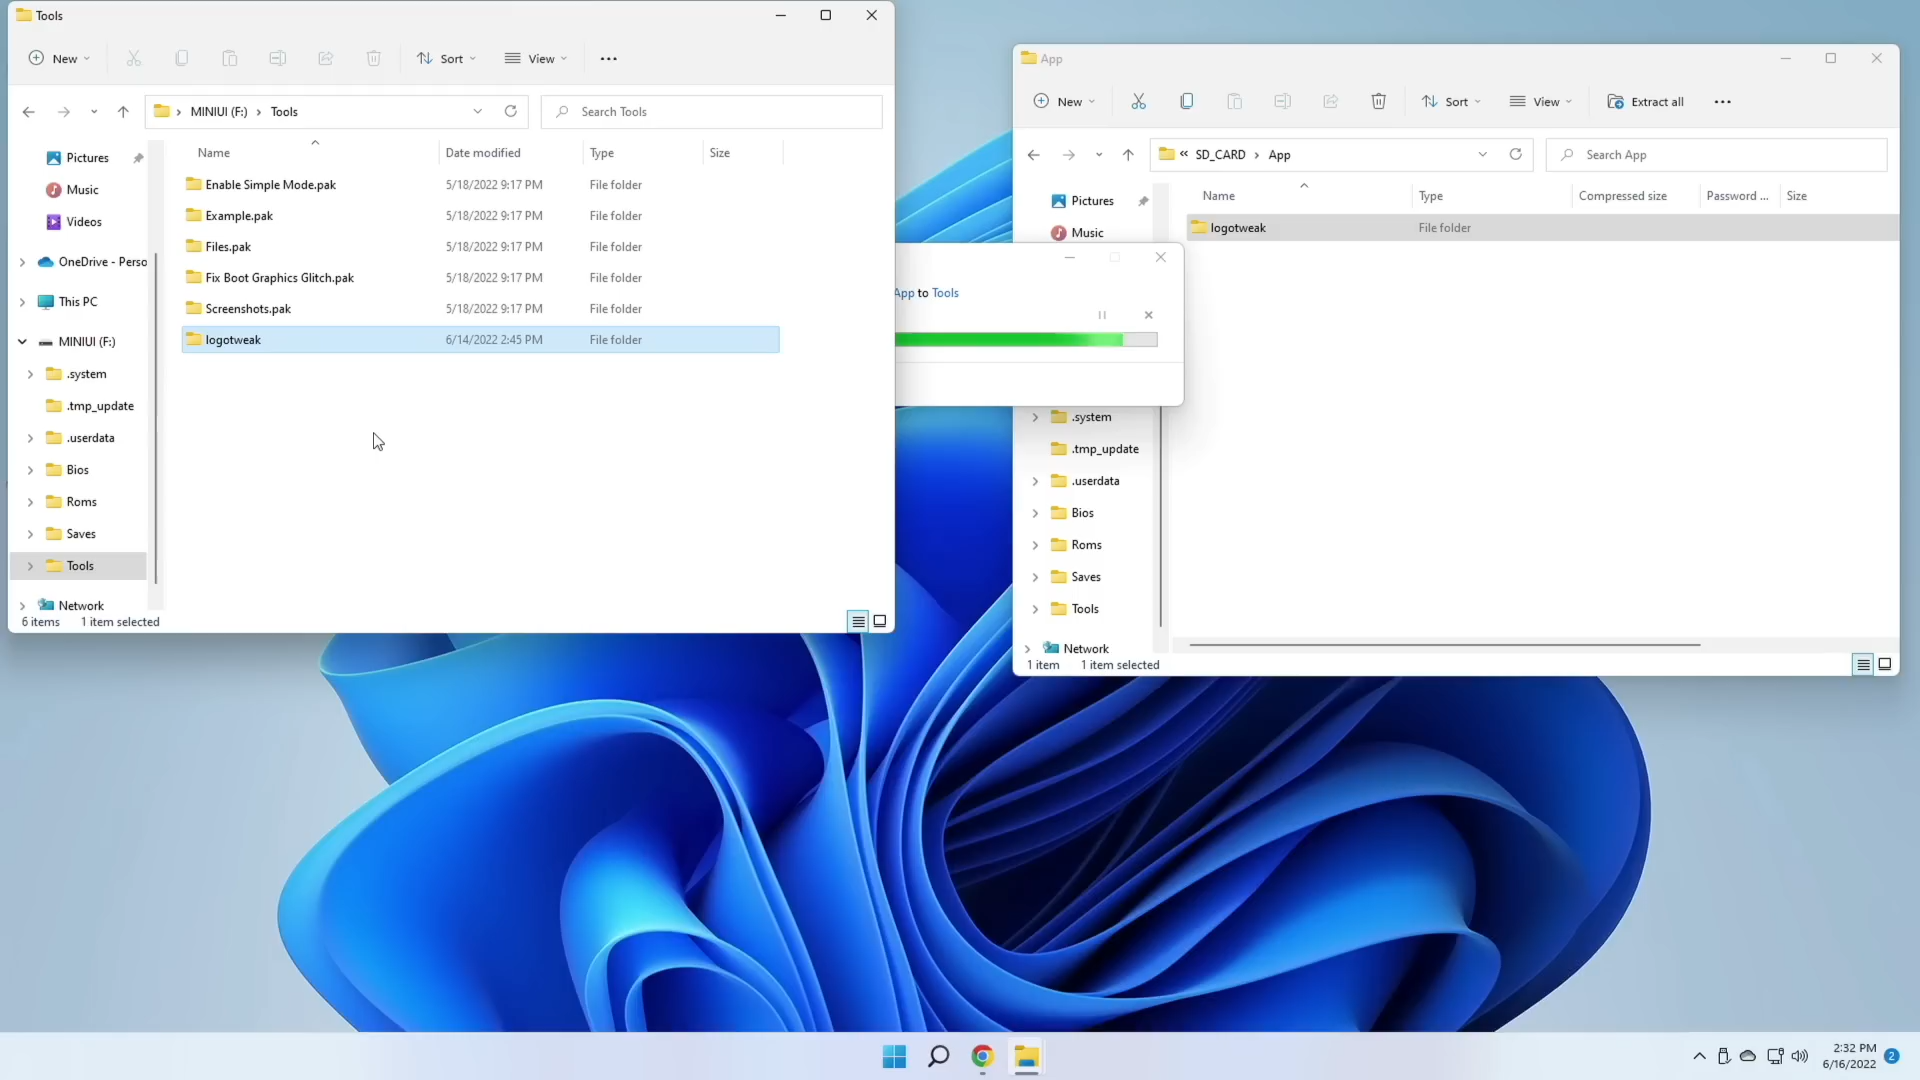 Tools
New
Sort
View
MINIUI (F:)
Tools
Search Tools
Name
Date modified
Type
Size
Pictures
Music
Videos
OneDrive - Perso
This PC
MINIUI (F:)
.system
.tmp_update
.userdata
Bios
Roms
Saves
Tools
Network
Enable Simple Mode.pak 5/18/2022 9:17 PM File folder
Example.pak 5/18/2022 9:17 PM File folder
Files.pak 5/18/2022 9:17 PM File folder
Fix Boot Graphics Glitch.pak 5/18/2022 9:17 PM File folder
Screenshots.pak 5/18/2022 9:17 PM File folder
logotweak 6/14/2022 2:45 PM File folder
6 items 1 item selected
App to Tools
App
New
Sort
View
Extract all
« SD_CARD
App
Search App
Name
Type
Compressed size
Password ...
Size
Pictures
Music
.system
.tmp_update
.userdata
Bios
Roms
Saves
Tools
Network
logotweak File folder
1 item 1 item selected
2:32 PM
6/16/2022
2